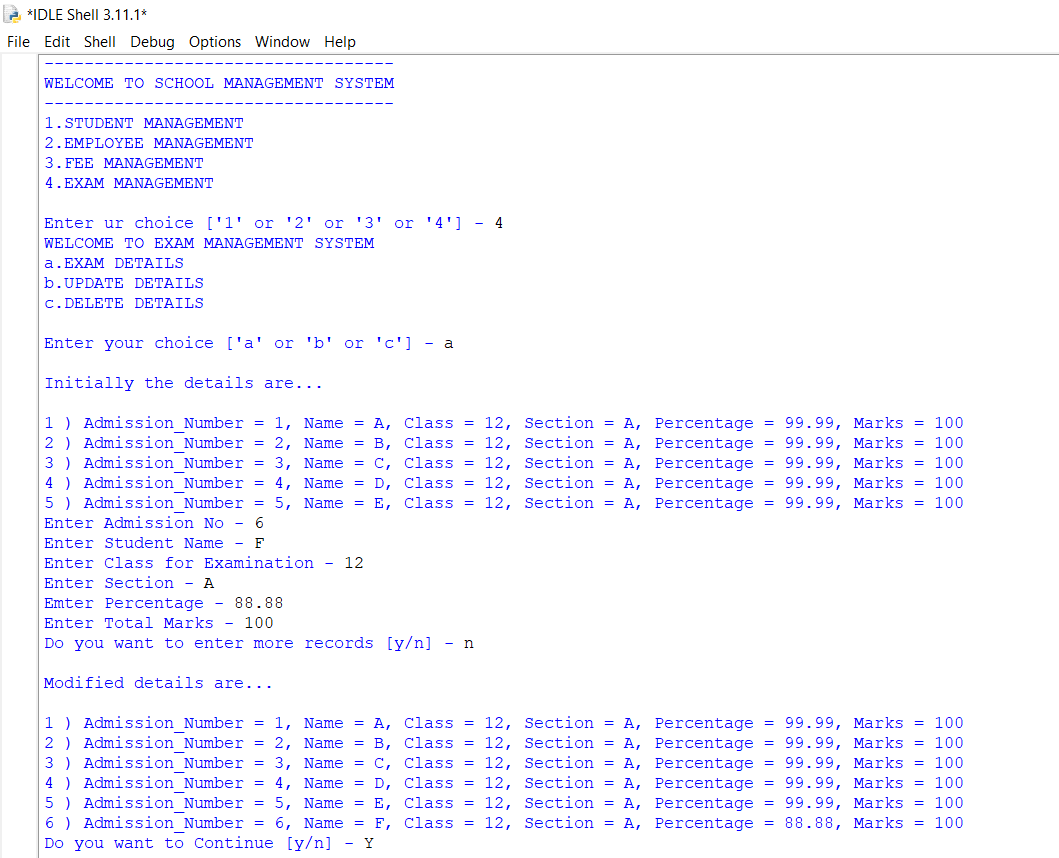 *IDLE Shell 3.11.1*
File Edit Shell Debug Options Window Help
-----------------------------------
WELCOME TO SCHOOL MANAGEMENT SYSTEM
-----------------------------------
1.STUDENT MANAGEMENT
2.EMPLOYEE MANAGEMENT
3.FEE MANAGEMENT
4.EXAM MANAGEMENT
Enter ur choice ['1' or '2' or '3' or '4'] - 4
WELCOME TO EXAM MANAGEMENT SYSTEM
a.EXAM DETAILS
b.UPDATE DETAILS
c.DELETE DETAILS
Enter your choice ['a' or 'b' or 'c'] - a
Initially the details are...
1 ) Admission_Number = 1, Name = A, Class = 12, Section = A, Percentage = 99.99, Marks = 100
2 ) Admission_Number = 2, Name = B, Class = 12, Section = A, Percentage = 99.99, Marks = 100
3 ) Admission_Number = 3, Name = C, Class = 12, Section = A, Percentage = 99.99, Marks = 100
4 ) Admission_Number = 4, Name = D, Class = 12, Section = A, Percentage = 99.99, Marks = 100
5 ) Admission_Number = 5, Name = E, Class = 12, Section = A, Percentage = 99.99, Marks = 100
Enter Admission No - 6
Enter Student Name - F
Enter Class for Examination - 12
Enter Section - A
Emter Percentage - 88.88
Enter Total Marks - 100
Do you want to enter more records [y/n] - n
Modified details are...
1 ) Admission_Number = 1, Name = A, Class = 12, Section = A, Percentage = 99.99, Marks = 100
2 ) Admission_Number = 2, Name = B, Class = 12, Section = A, Percentage = 99.99, Marks = 100
3 ) Admission_Number = 3, Name = C, Class = 12, Section = A, Percentage = 99.99, Marks = 100
4 ) Admission_Number = 4, Name = D, Class = 12, Section = A, Percentage = 99.99, Marks = 100
5 ) Admission_Number = 5, Name = E, Class = 12, Section = A, Percentage = 99.99, Marks = 100
6 ) Admission_Number = 6, Name = F, Class = 12, Section = A, Percentage = 88.88, Marks = 100
Do you want to Continue [y/n] - Y